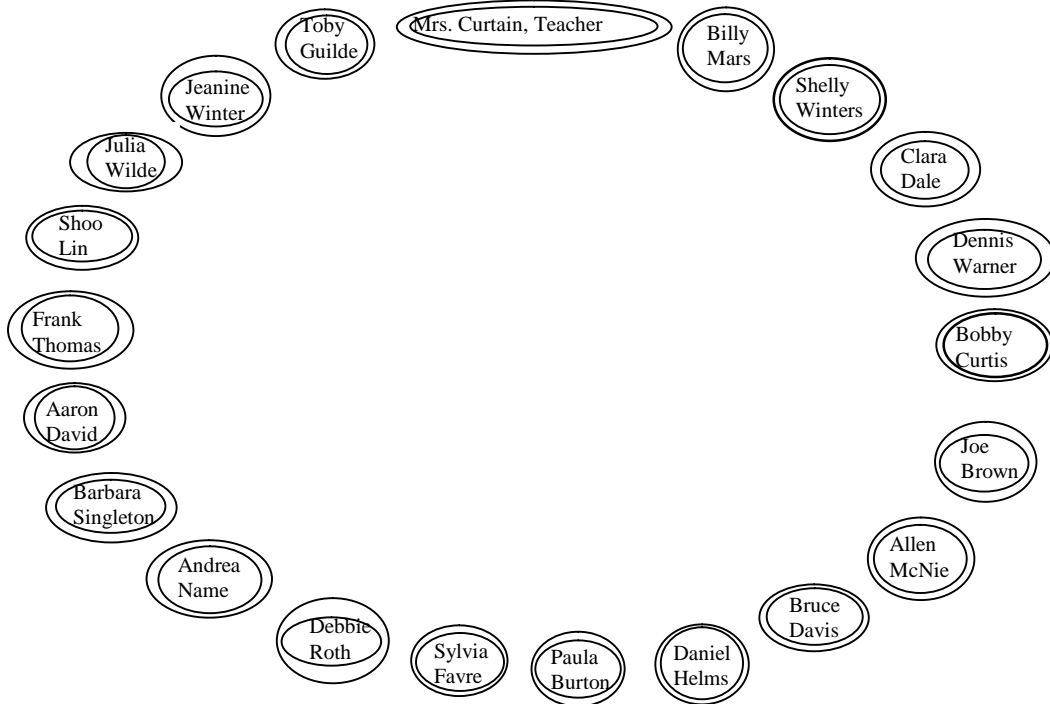 Mrs. Curtain, Teacher
Billy
Mars
Shelly
Winters
Clara
Dale
Dennis
Warner
Bobby
Curtis
Joe
Brown
Allen
McNie
Bruce
Davis
Daniel
Helms
Paula
Burton
Sylvia
Favre
Debbie
Roth
Andrea
Name
Barbara
Singleton
Aaron
David
Frank
Thomas
Shoo
Lin
Julia
Wilde
Jeanine
Winter
Toby
Guilde